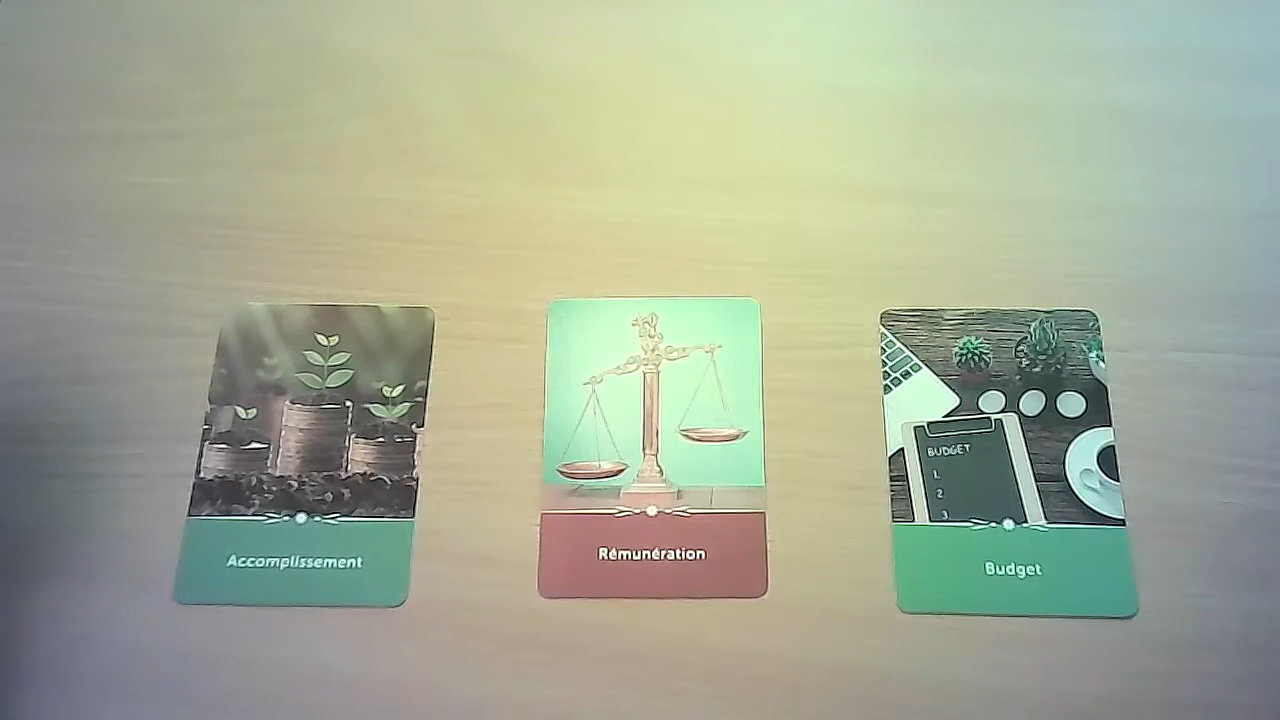 Accomplissement
Rémunération
BUDGET
1.
2
3
Budget